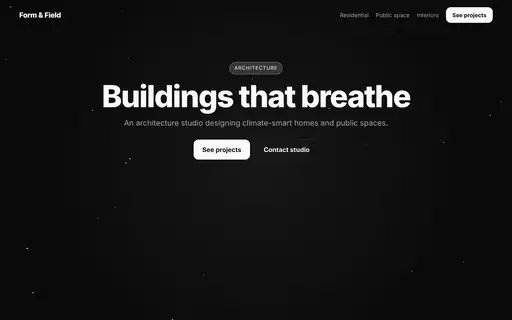 Form & Field
Residential Public space Interiors See projects
ARCHITECTURE
Buildings that breathe
An architecture studio designing climate-smart homes and public spaces.
See projects Contact studio